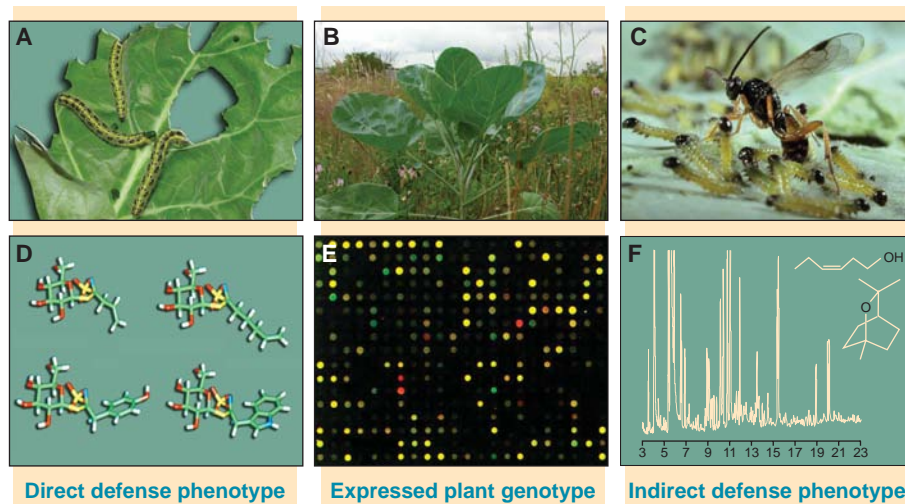 A
B
C
D
E
F
OH
O
3 5 7 9 11 13 15 17 19 21 23
Direct defense phenotype
Expressed plant genotype
Indirect defense phenotype